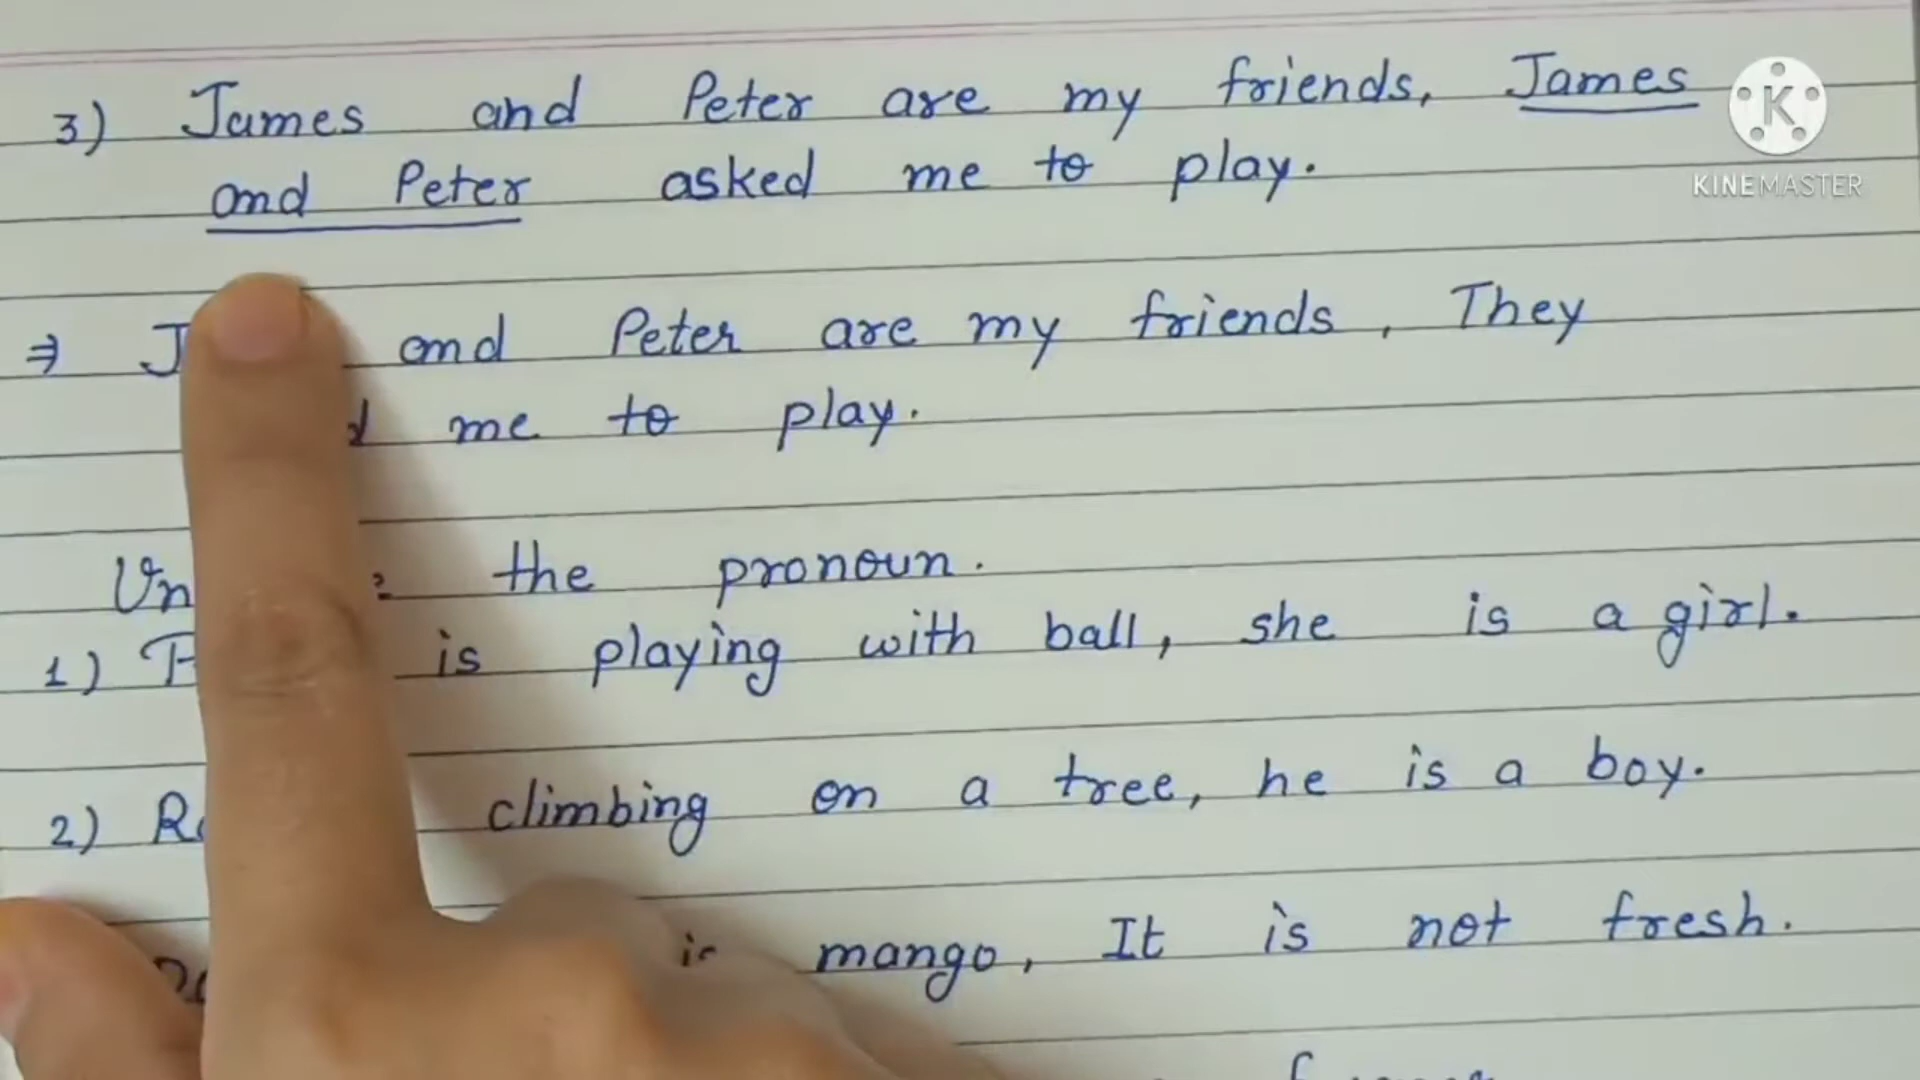 3) James and Peter are my friends, James
and Peter asked me to play.
⇒ and Peter are my friends, They
me to play.
the pronoun.
1) is playing with ball, she is a girl.
2) climbing on a tree, he is a boy.
mango, It is not fresh.
K
KINEMASTER